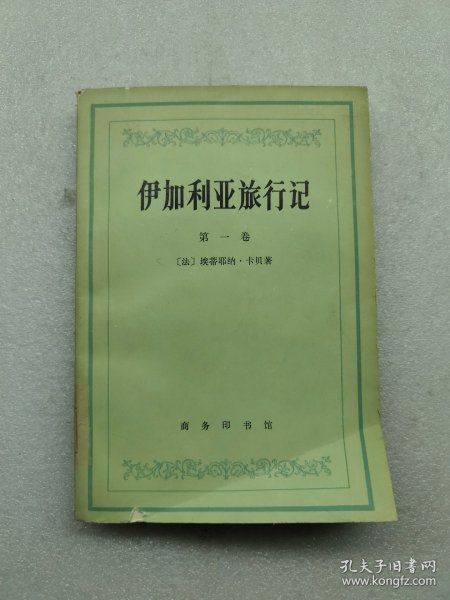 伊加利亚旅行记
第一卷
〔法〕埃蒂耶纳·卡贝著
商务印书馆
孔夫子旧书网
www.kongfz.com